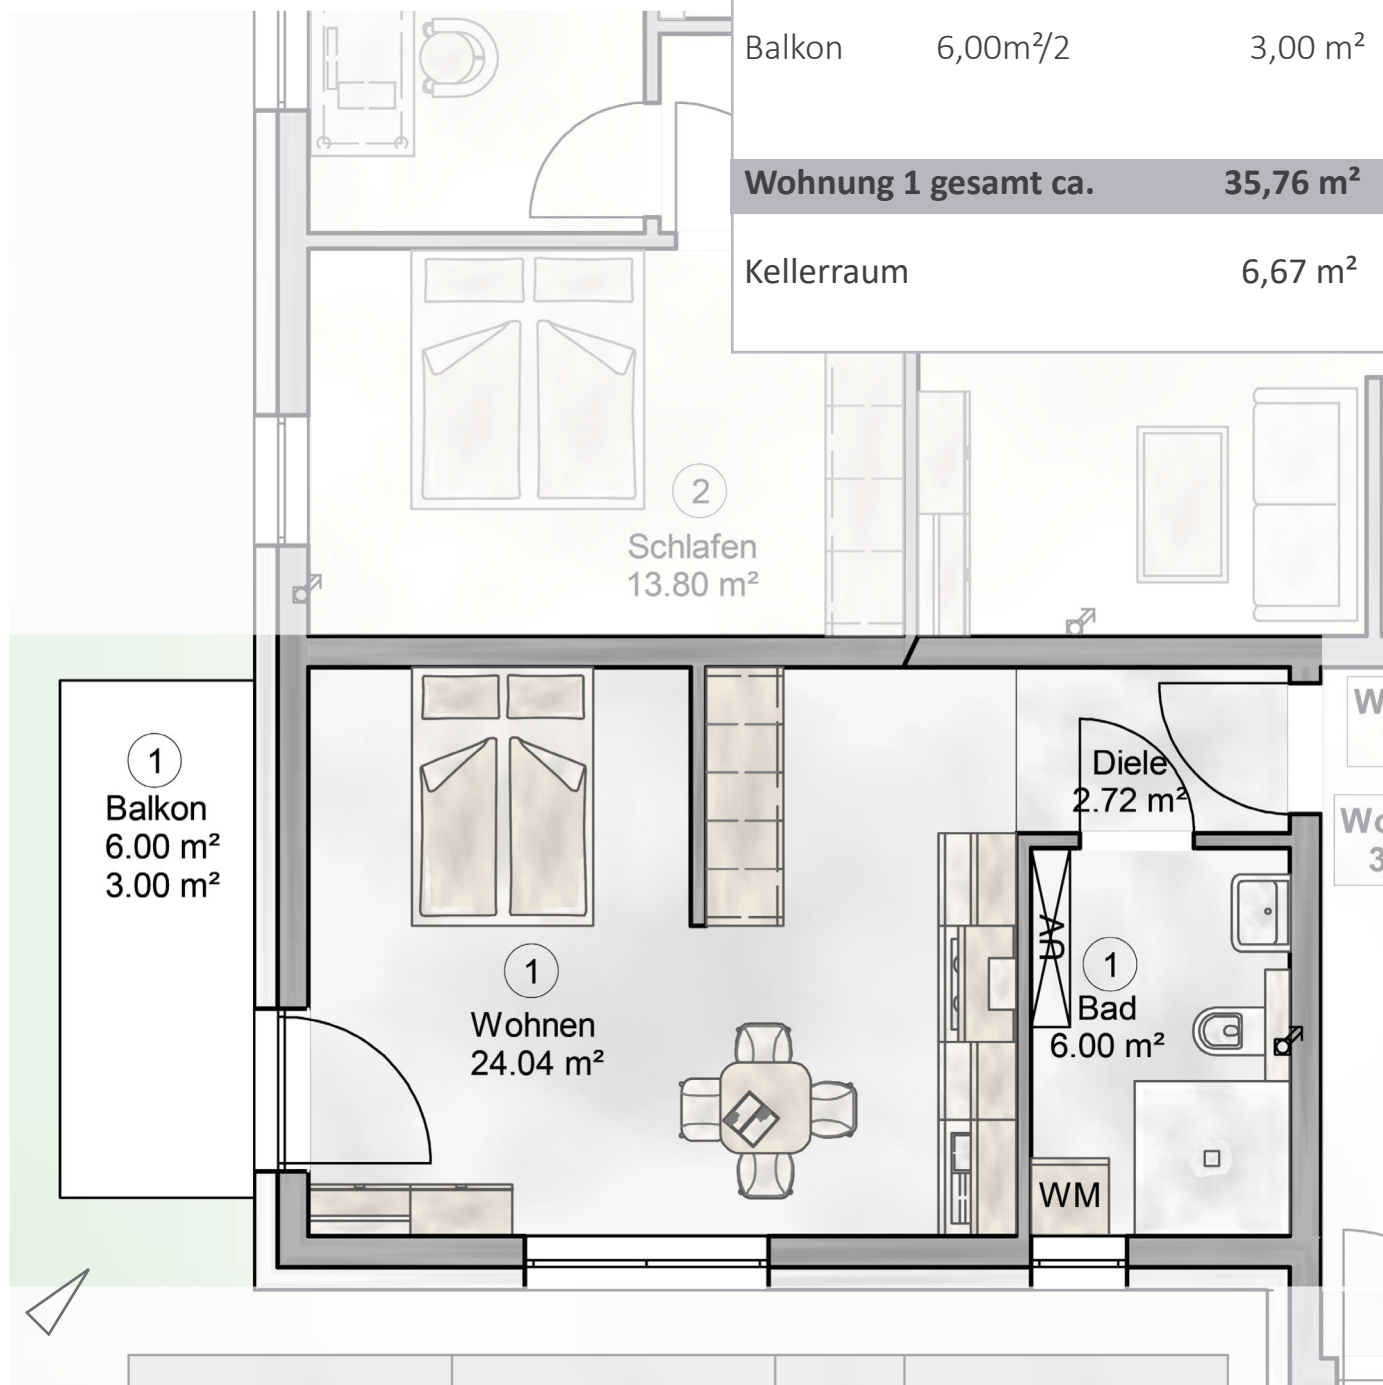 Balkon 6,00m²/2 3,00 m²
Wohnung 1 gesamt ca. 35,76 m²
Kellerraum 6,67 m²
2
Schlafen
13.80 m²
1
Balkon
6.00 m²
3.00 m²
Diele
2.72 m²
1
Wohnen
24.04 m²
1
Bad
6.00 m²
WM
W
Wo
3